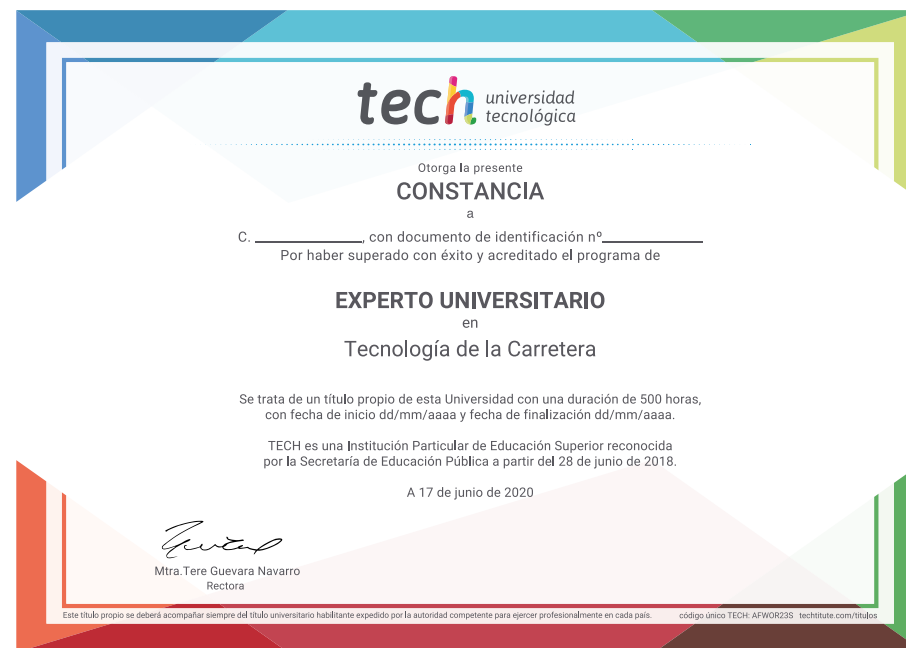 tech universidad
tecnológica
Otorga la presente
CONSTANCIA
a
C. ______________, con documento de identificación nº_____________
Por haber superado con éxito y acreditado el programa de
EXPERTO UNIVERSITARIO
en
Tecnología de la Carretera
Se trata de un título propio de esta Universidad con una duración de 500 horas,
con fecha de inicio dd/mm/aaaa y fecha de finalización dd/mm/aaaa.
TECH es una Institución Particular de Educación Superior reconocida
por la Secretaría de Educación Pública a partir del 28 de junio de 2018.
A 17 de junio de 2020
Mtra.Tere Guevara Navarro
Rectora
Este título propio se deberá acompañar siempre del título universitario habilitante expedido por la autoridad competente para ejercer profesionalmente en cada país. código único TECH: AFWOR23S techtitute.com/títulos